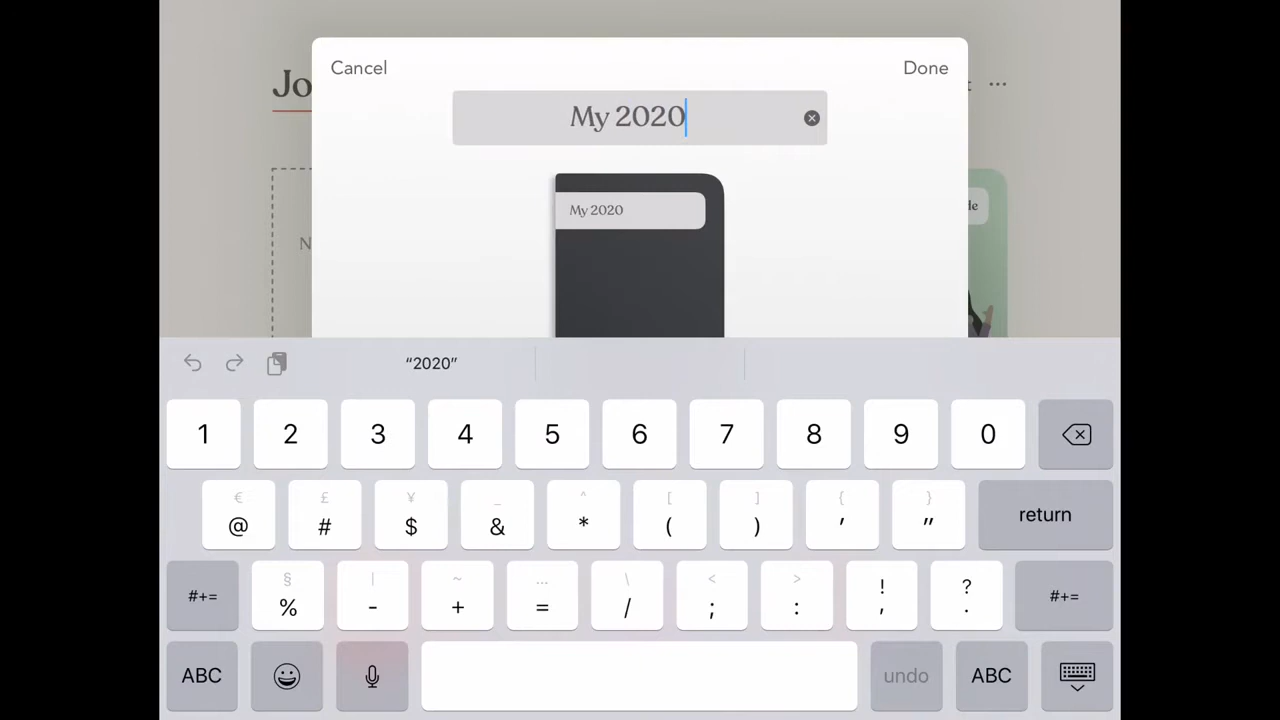 Jo
Cancel
Done
My 2020
My 2020
“2020”
1 2 3 4 5 6 7 8 9 0
€ £ ¥ _ ^ [ ] { }
@ # $ & * ( ) ' " return
§ | ~ … \ < > ! ?
#+= % - + = / ; : , . #+=
ABC undo ABC